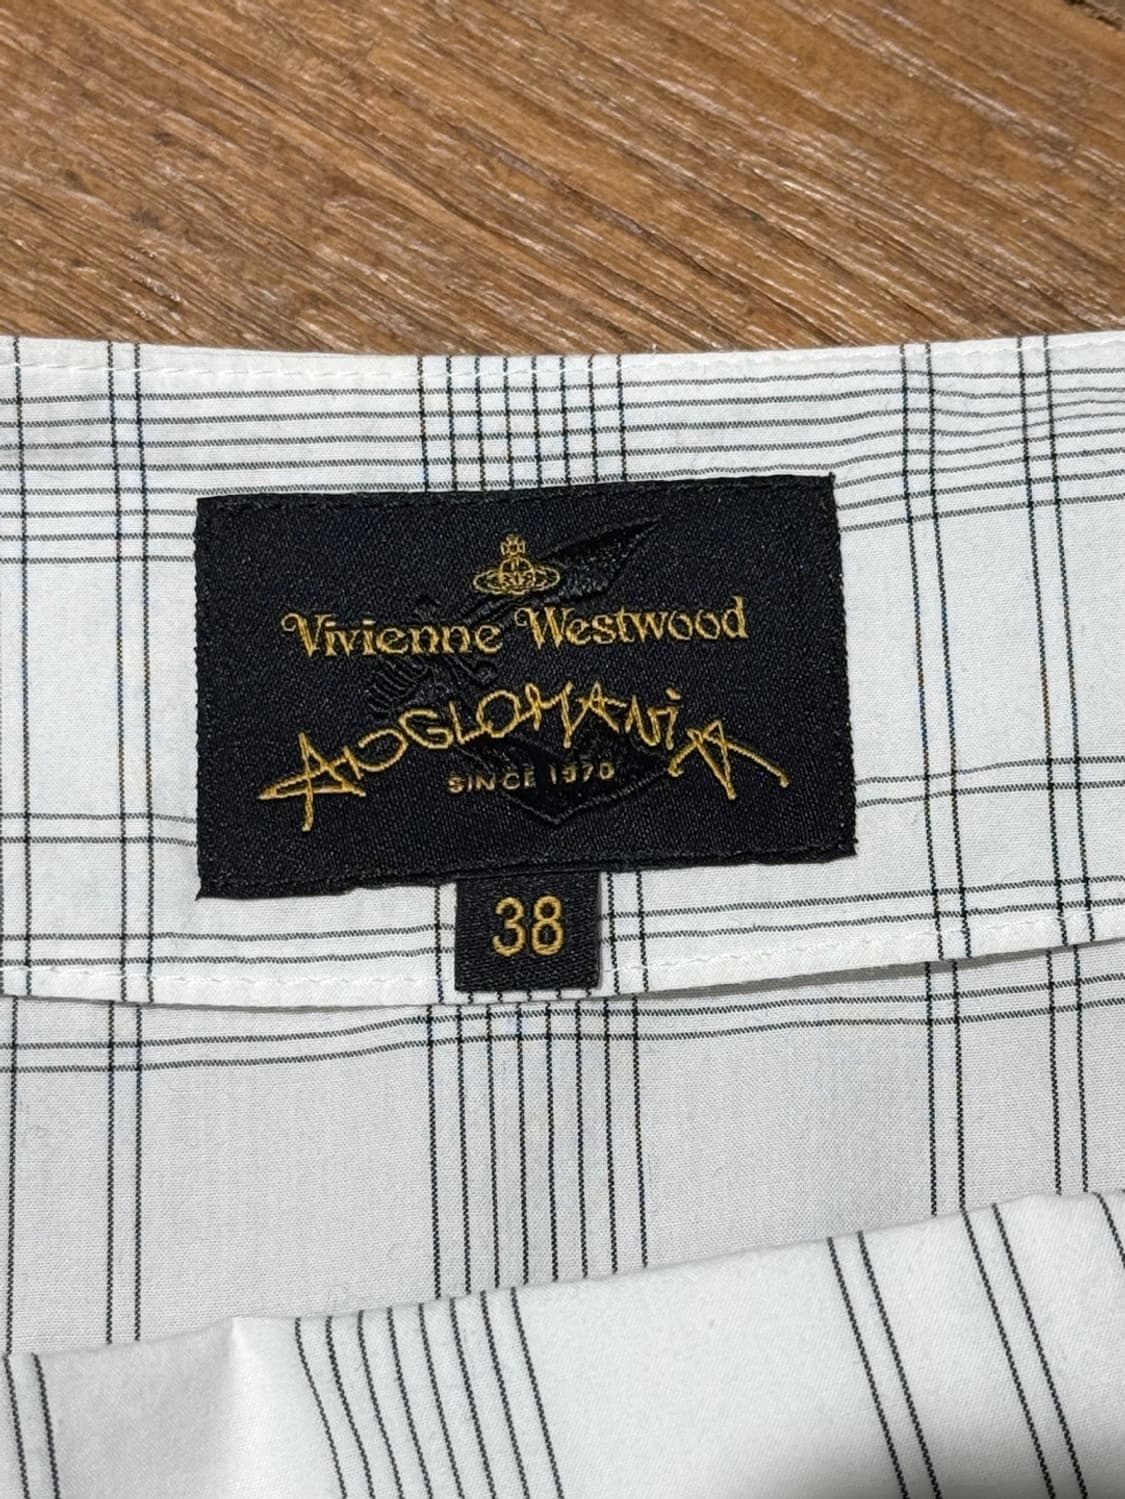 Vivienne Westwood
ANGLOMANiA
SINCE 1970
38